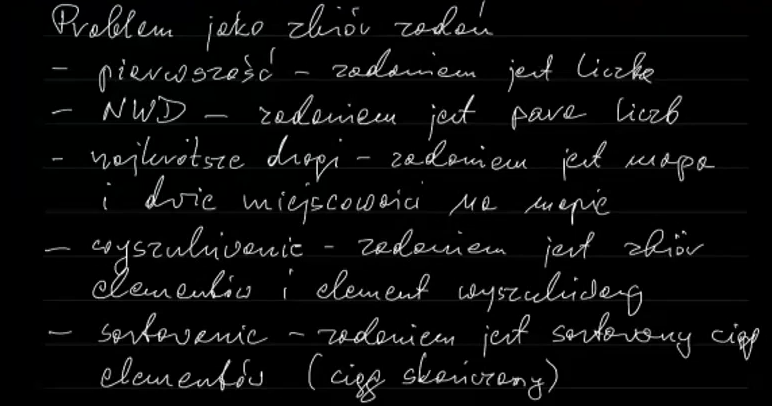 Problem jako zbiór zadań
- pierwszość - zadaniem jest liczba
- NWD - zadaniem jest para liczb
- najkrótsze drogi - zadaniem jest mapa
i dwie miejscowości na mapie
- wyszukiwanie - zadaniem jest zbiór
elementów i element wyszukiwany
- sortowanie - zadaniem jest sortowany ciąg
elementów (ciąg skończony)